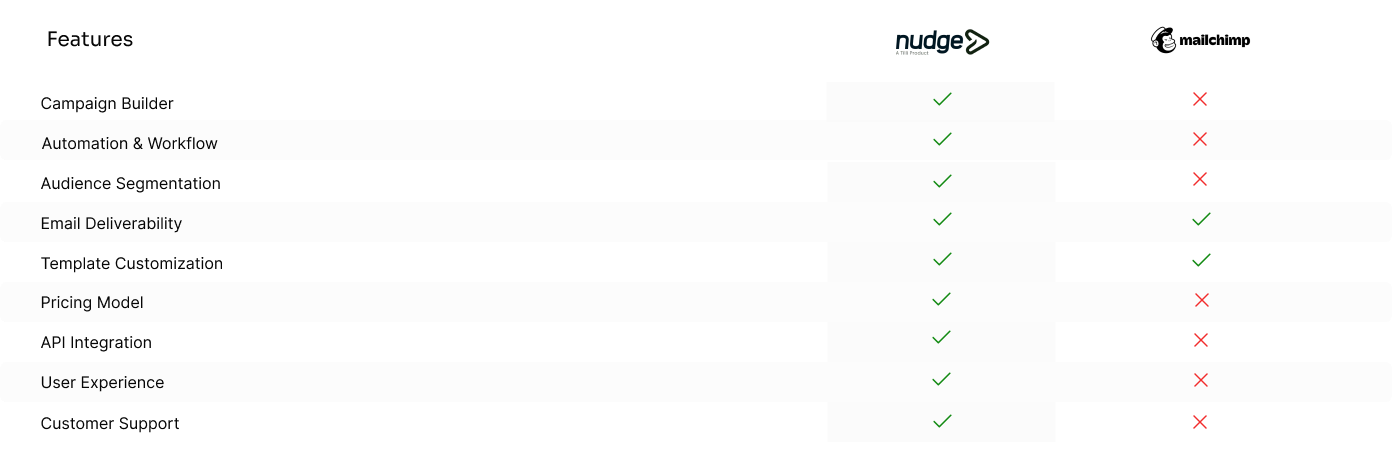 Features
nudge
A TXX Product
mailchimp
Campaign Builder
Automation & Workflow
Audience Segmentation
Email Deliverability
Template Customization
Pricing Model
API Integration
User Experience
Customer Support